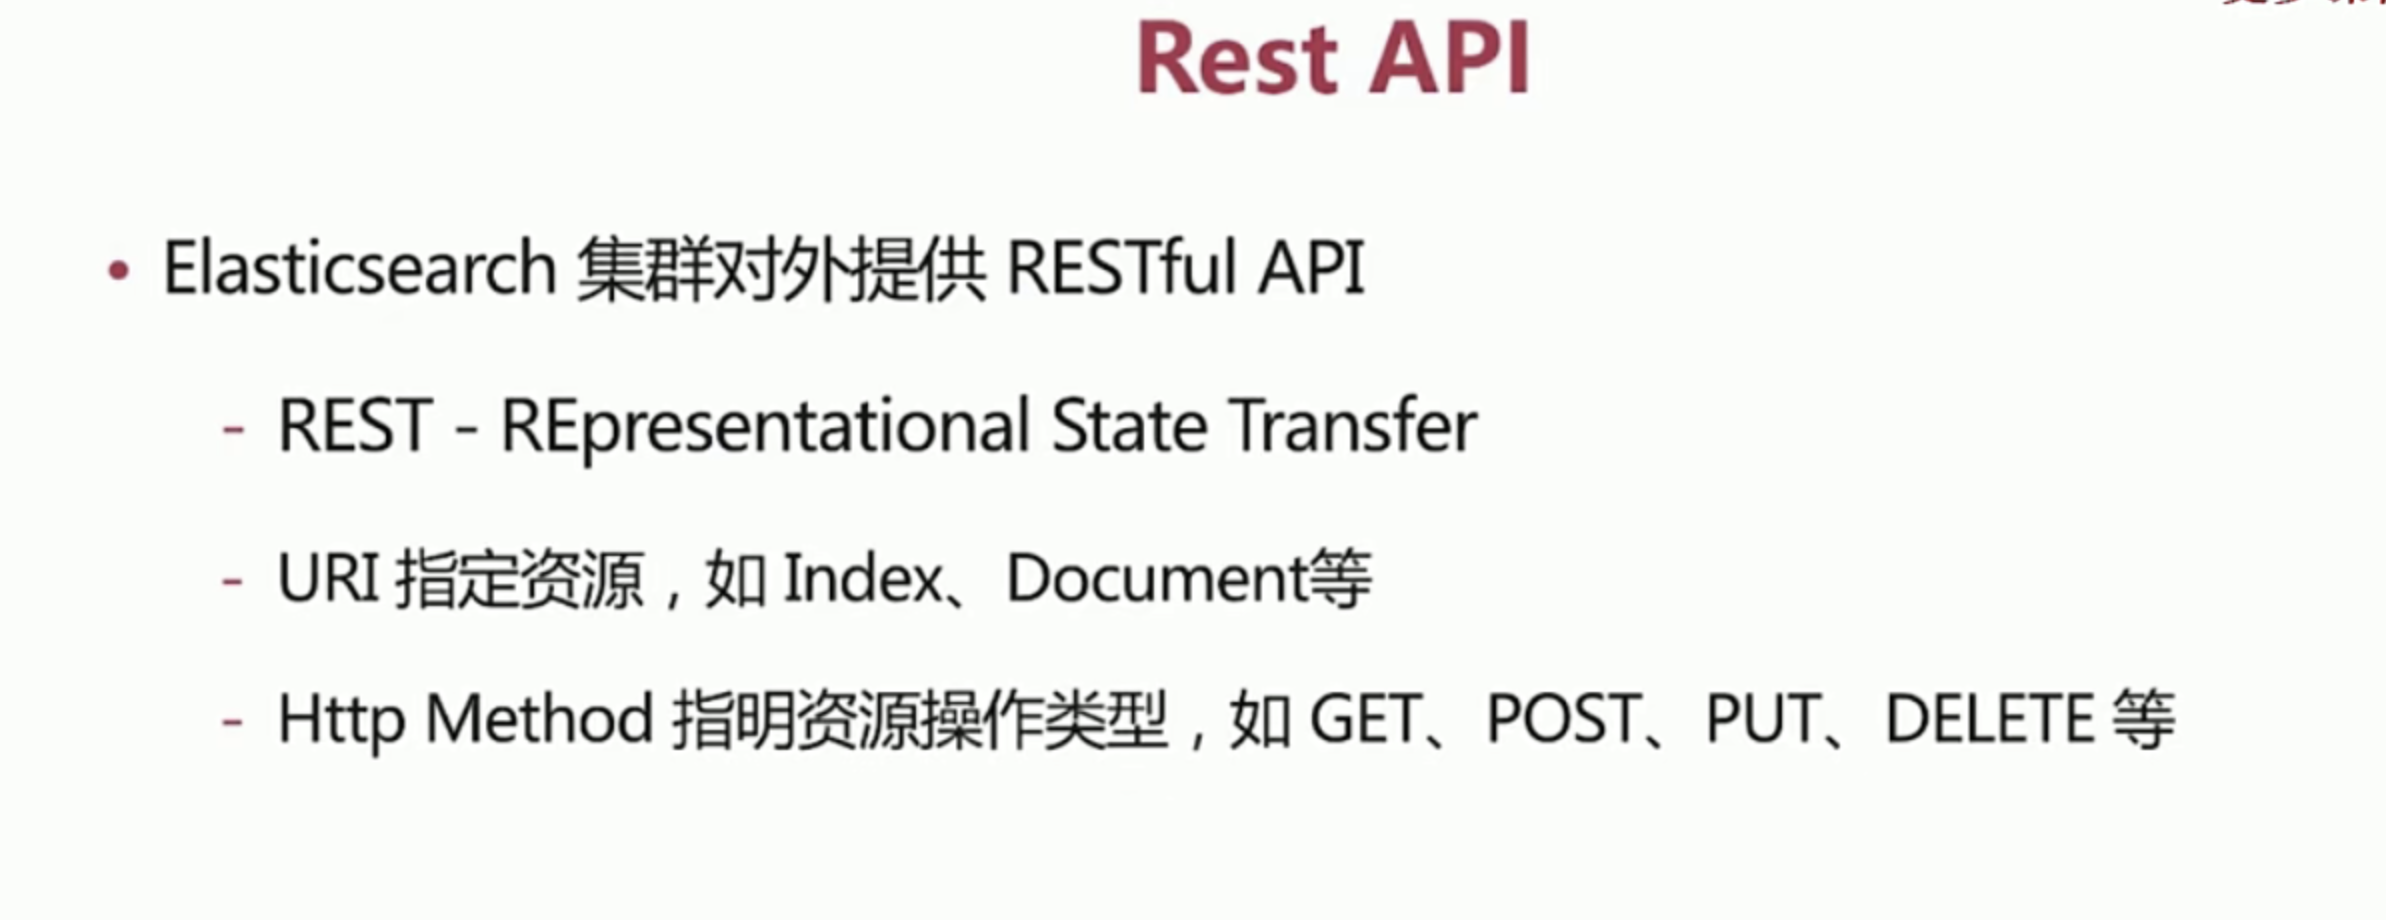 Rest API
• Elasticsearch 集群对外提供 RESTful API
- REST - REpresentational State Transfer
- URI 指定资源，如 Index、Document等
- Http Method 指明资源操作类型，如 GET、POST、PUT、DELETE 等